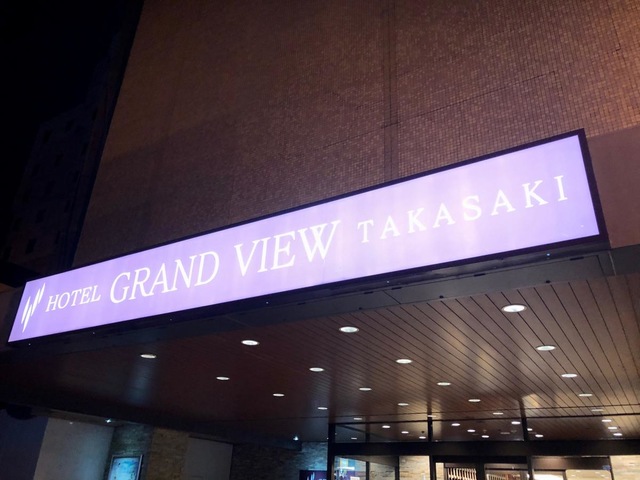 HOTEL GRAND VIEW TAKASAKI